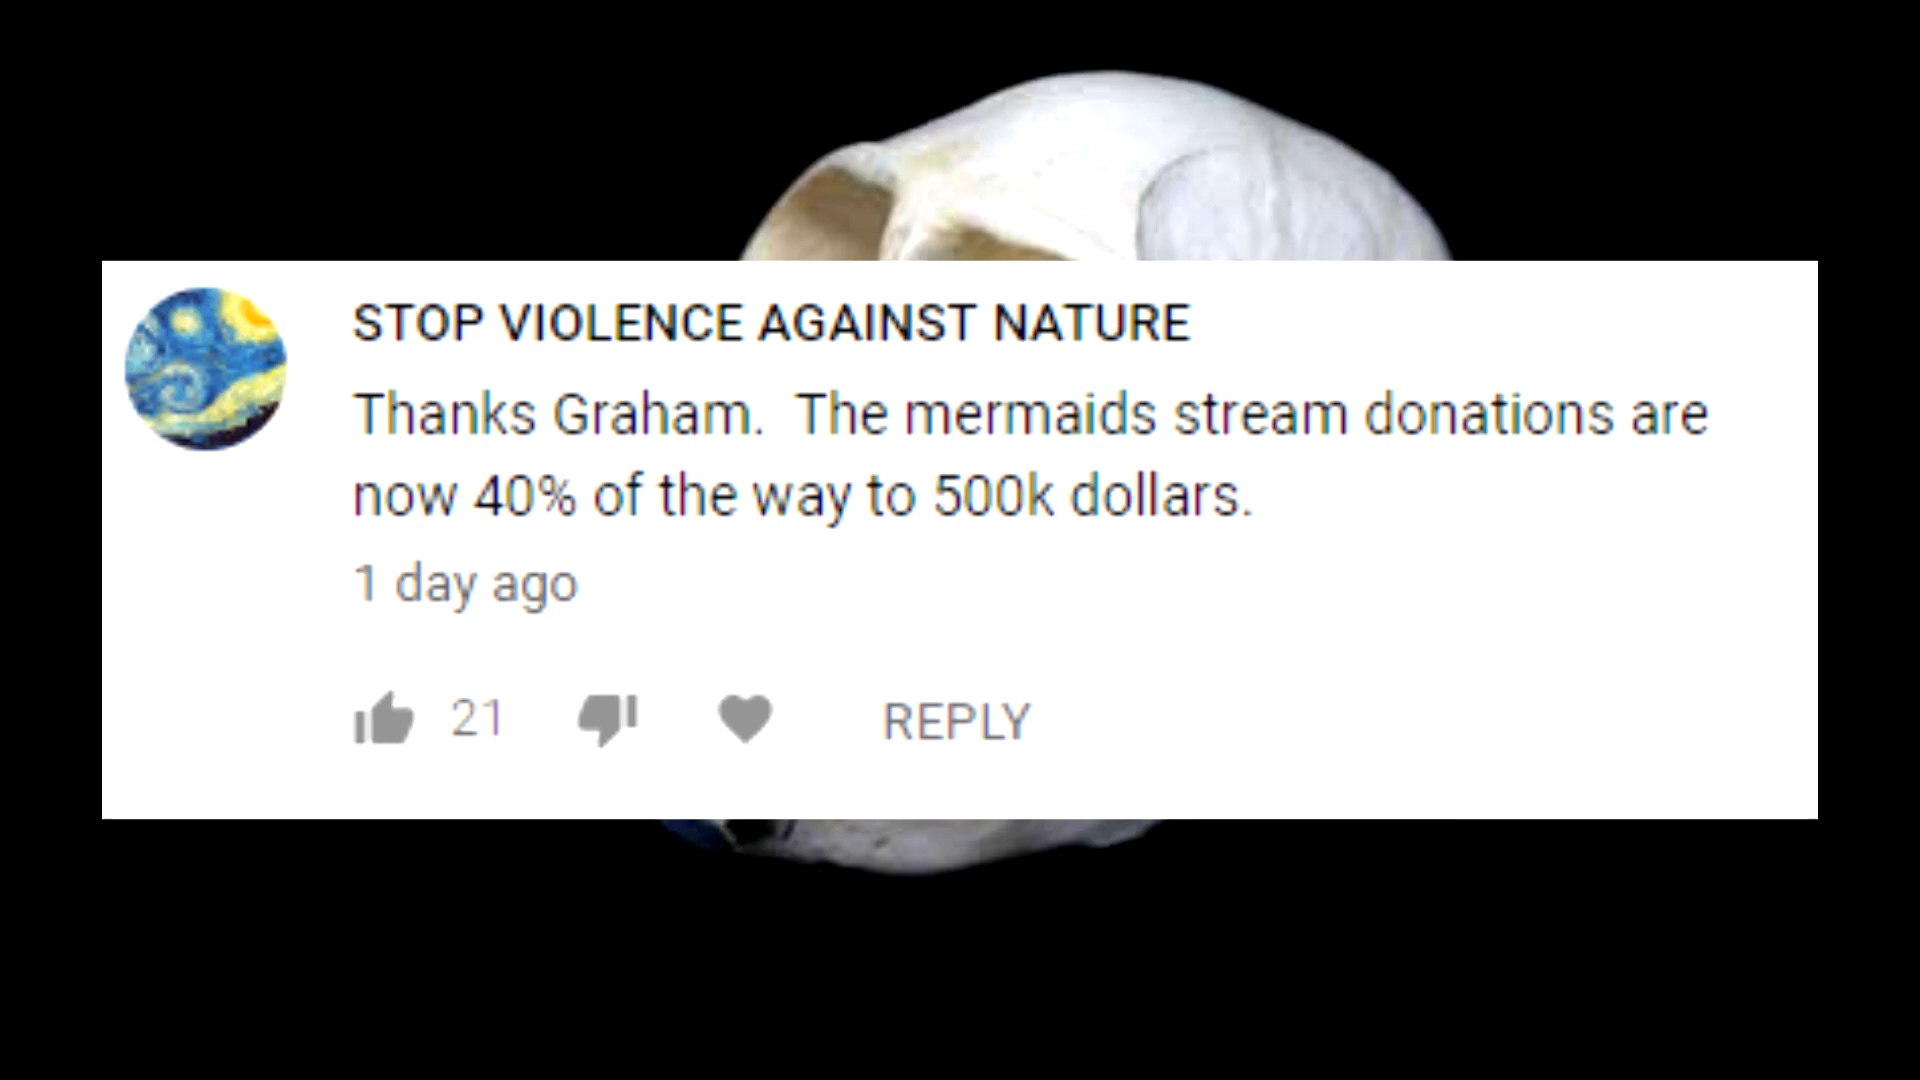 STOP VIOLENCE AGAINST NATURE
Thanks Graham.  The mermaids stream donations are
now 40% of the way to 500k dollars.
1 day ago
21 REPLY